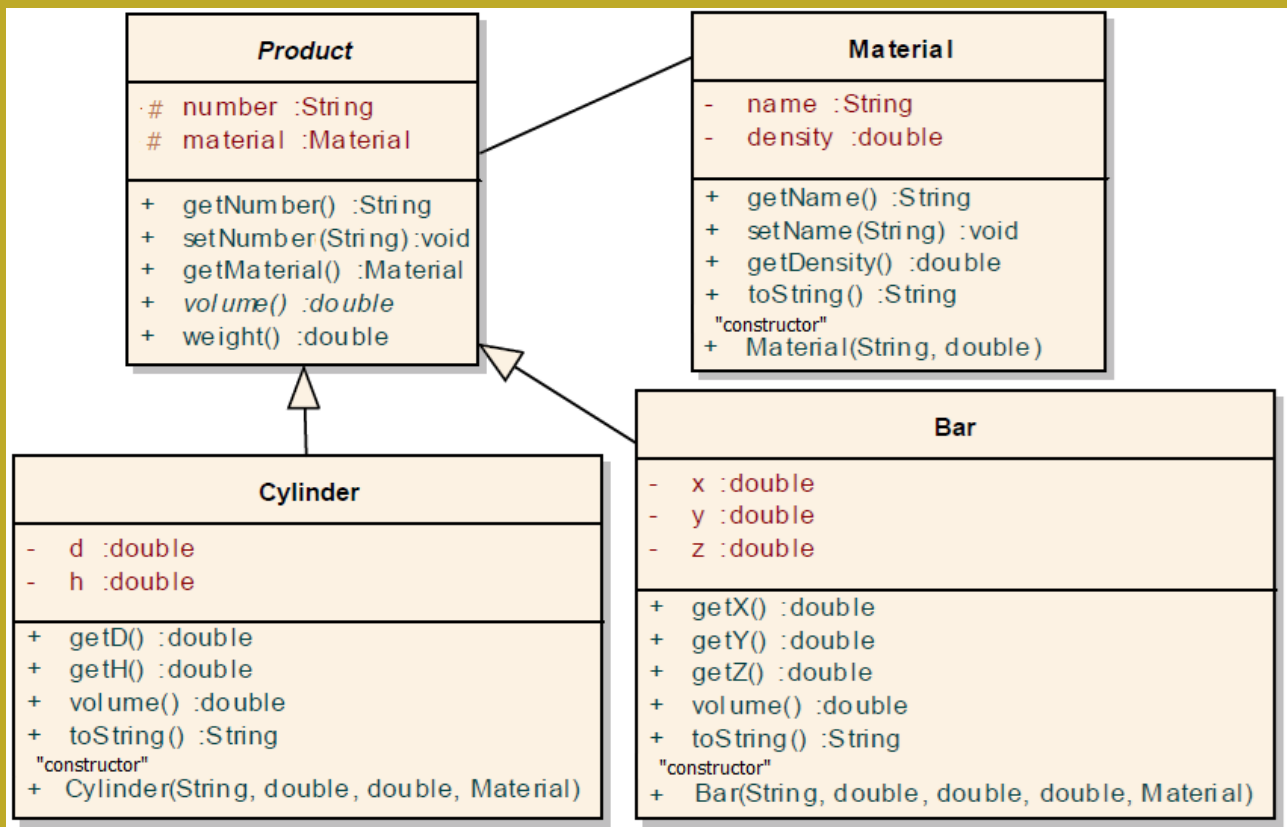 Product
# number :String
# material :Material
+ getNumber() :String
+ setNumber(String):void
+ getMaterial() :Material
+ volume() :double
+ weight() :double
Material
- name :String
- density :double
+ getName() :String
+ setName(String) :void
+ getDensity() :double
+ toString() :String
"constructor"
+ Material(String, double)
Cylinder
- d :double
- h :double
+ getD() :double
+ getH() :double
+ volume() :double
+ toString() :String
"constructor"
+ Cylinder(String, double, double, Material)
Bar
- x :double
- y :double
- z :double
+ getX() :double
+ getY() :double
+ getZ() :double
+ volume() :double
+ toString() :String
"constructor"
+ Bar(String, double, double, double, Material)